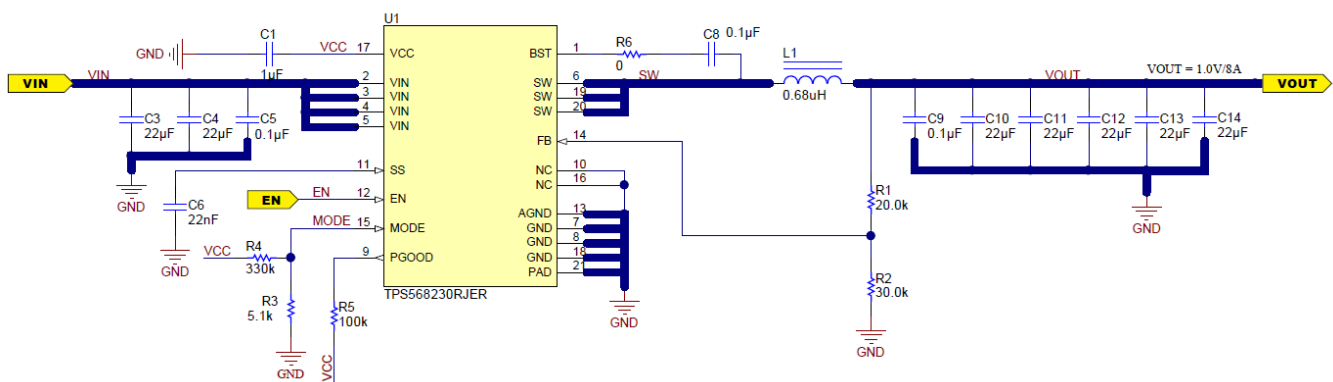 U1
C1
GND
VCC
17
VCC
1µF
VIN
VIN
2
VIN
3
VIN
4
VIN
5
VIN
C3
22µF
C4
22µF
C5
0.1µF
GND
11
SS
C6
22nF
GND
EN
EN
12
EN
MODE
15
MODE
VCC
R4
330k
9
PGOOD
R3
5.1k
GND
R5
100k
VCC
TPS568230RJER
BST
1
R6
0
C8
0.1µF
SW
6
SW
SW
19
SW
20
L1
0.68uH
FB
14
NC
10
NC
16
AGND
13
GND
7
GND
8
GND
18
PAD
21
GND
R1
20.0k
R2
30.0k
GND
VOUT
VOUT = 1.0V/8A
VOUT
C9
0.1µF
C10
22µF
C11
22µF
C12
22µF
C13
22µF
C14
22µF
GND